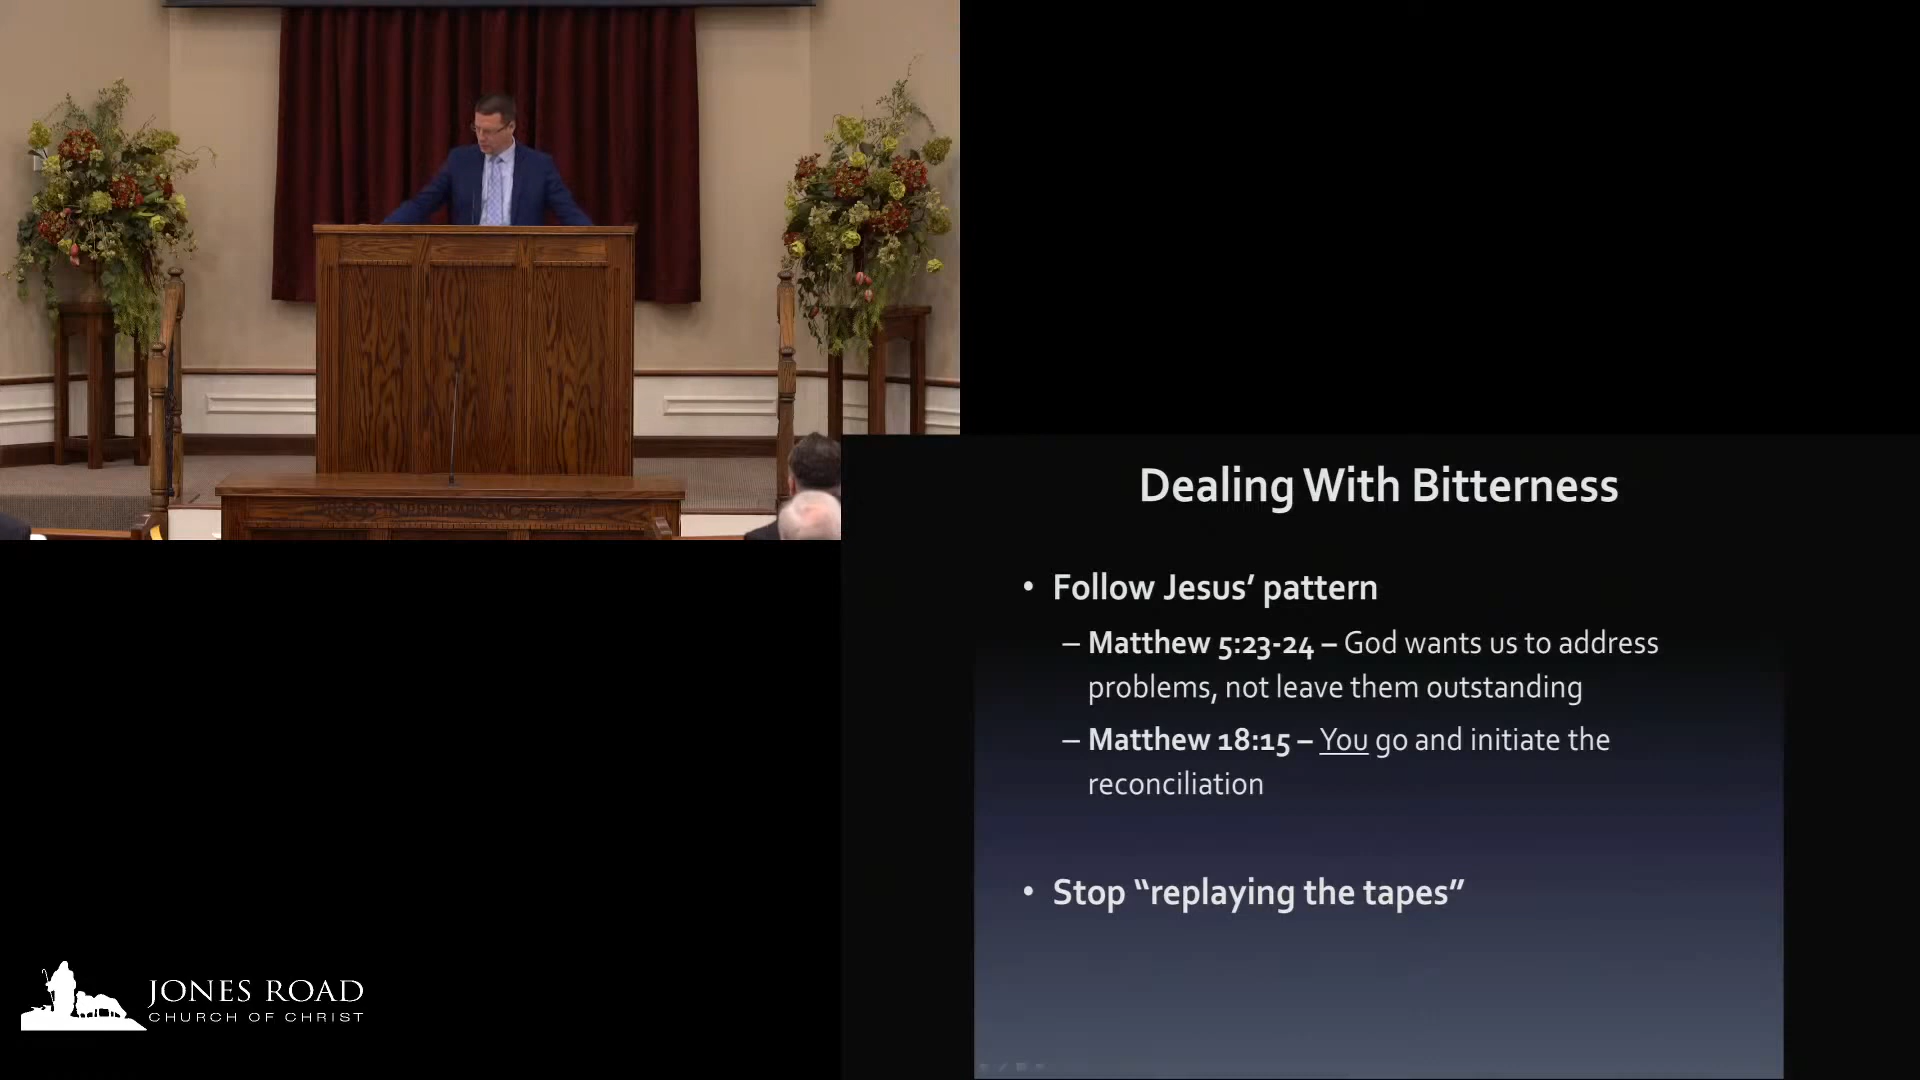 Dealing With Bitterness
• Follow Jesus’ pattern
– Matthew 5:23-24 – God wants us to address
problems, not leave them outstanding
– Matthew 18:15 – You go and initiate the
reconciliation
• Stop “replaying the tapes”
JONES ROAD
CHURCH OF CHRIST